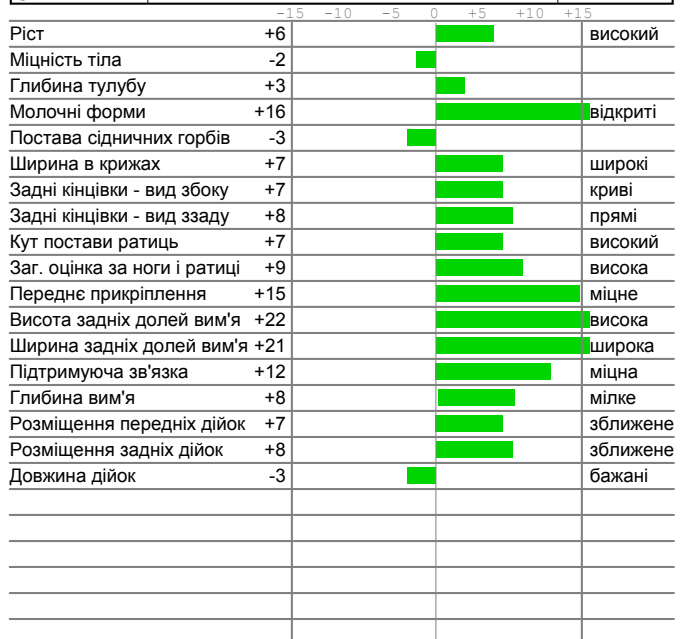 -15 -10 -5 0 +5 +10 +15
Ріст +6 високий
Міцність тіла -2
Глибина тулубу +3
Молочні форми +16 відкриті
Постава сідничних горбів -3
Ширина в крижах +7 широкі
Задні кінцівки - вид збоку +7 криві
Задні кінцівки - вид ззаду +8 прямі
Кут постави ратиць +7 високий
Заг. оцінка за ноги і ратиці +9 висока
Переднє прикріплення +15 міцне
Висота задніх долей вим'я +22 висока
Ширина задніх долей вим'я +21 широка
Підтримуюча зв'язка +12 міцна
Глибина вим'я +8 мілке
Розміщення передніх дійок +7 зближене
Розміщення задніх дійок +8 зближене
Довжина дійок -3 бажані